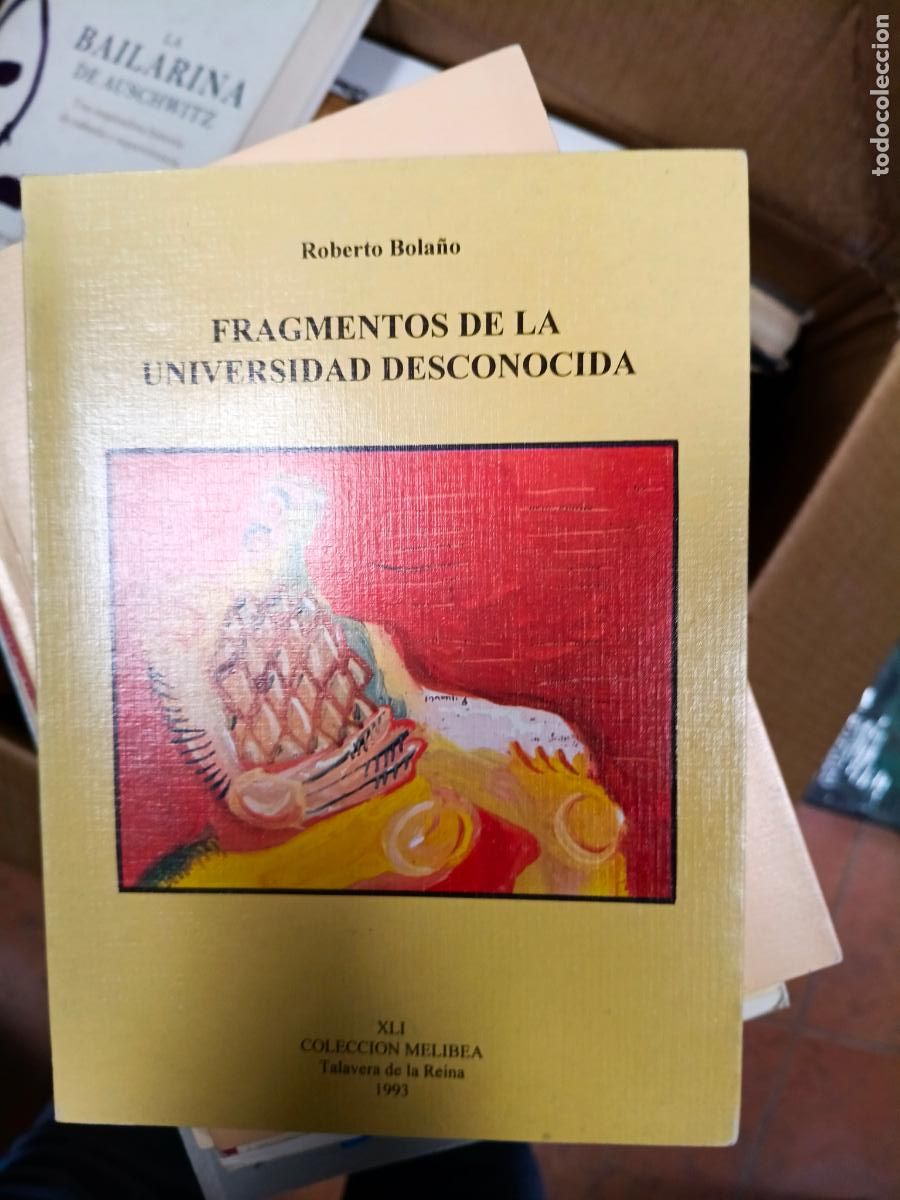 LA
BAILARINA
DE AUSCHWITZ
todocoleccion
Roberto Bolaño
FRAGMENTOS DE LA
UNIVERSIDAD DESCONOCIDA
XLI
COLECCION MELIBEA
Talavera de la Reina
1993